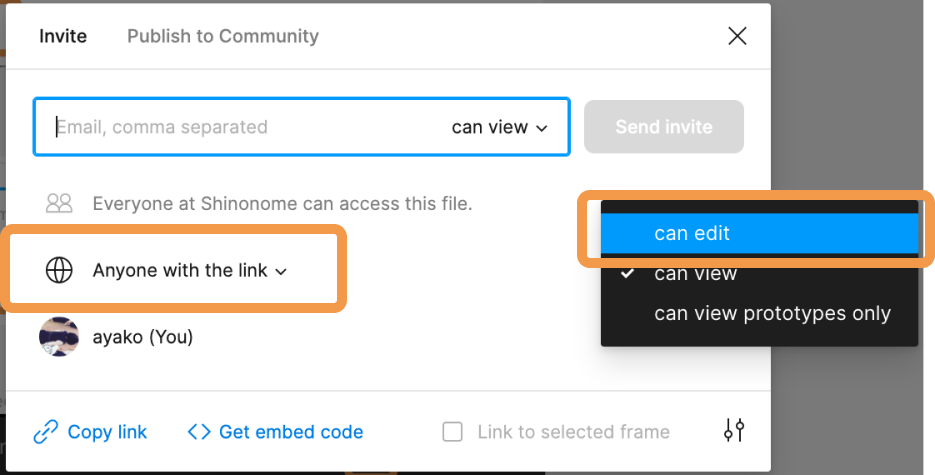 Invite Publish to Community
Email, comma separated can view Send invite
Everyone at Shinonome can access this file.
can edit
Anyone with the link
can view
can view prototypes only
ayako (You)
Copy link <> Get embed code Link to selected frame